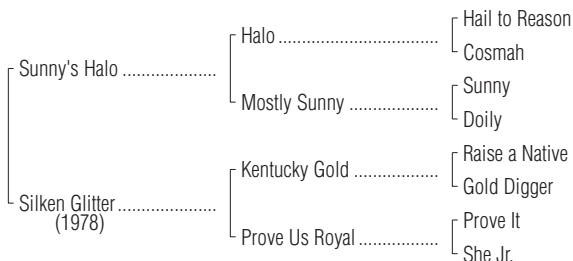 Hail to Reason
Halo ....................................
Cosmah
Sunny's Halo .....................
Sunny
Mostly Sunny ....................
Doily
Raise a Native
Kentucky Gold ...................
Gold Digger
Silken Glitter ......................
(1978)
Prove It
Prove Us Royal ..................
She Jr.